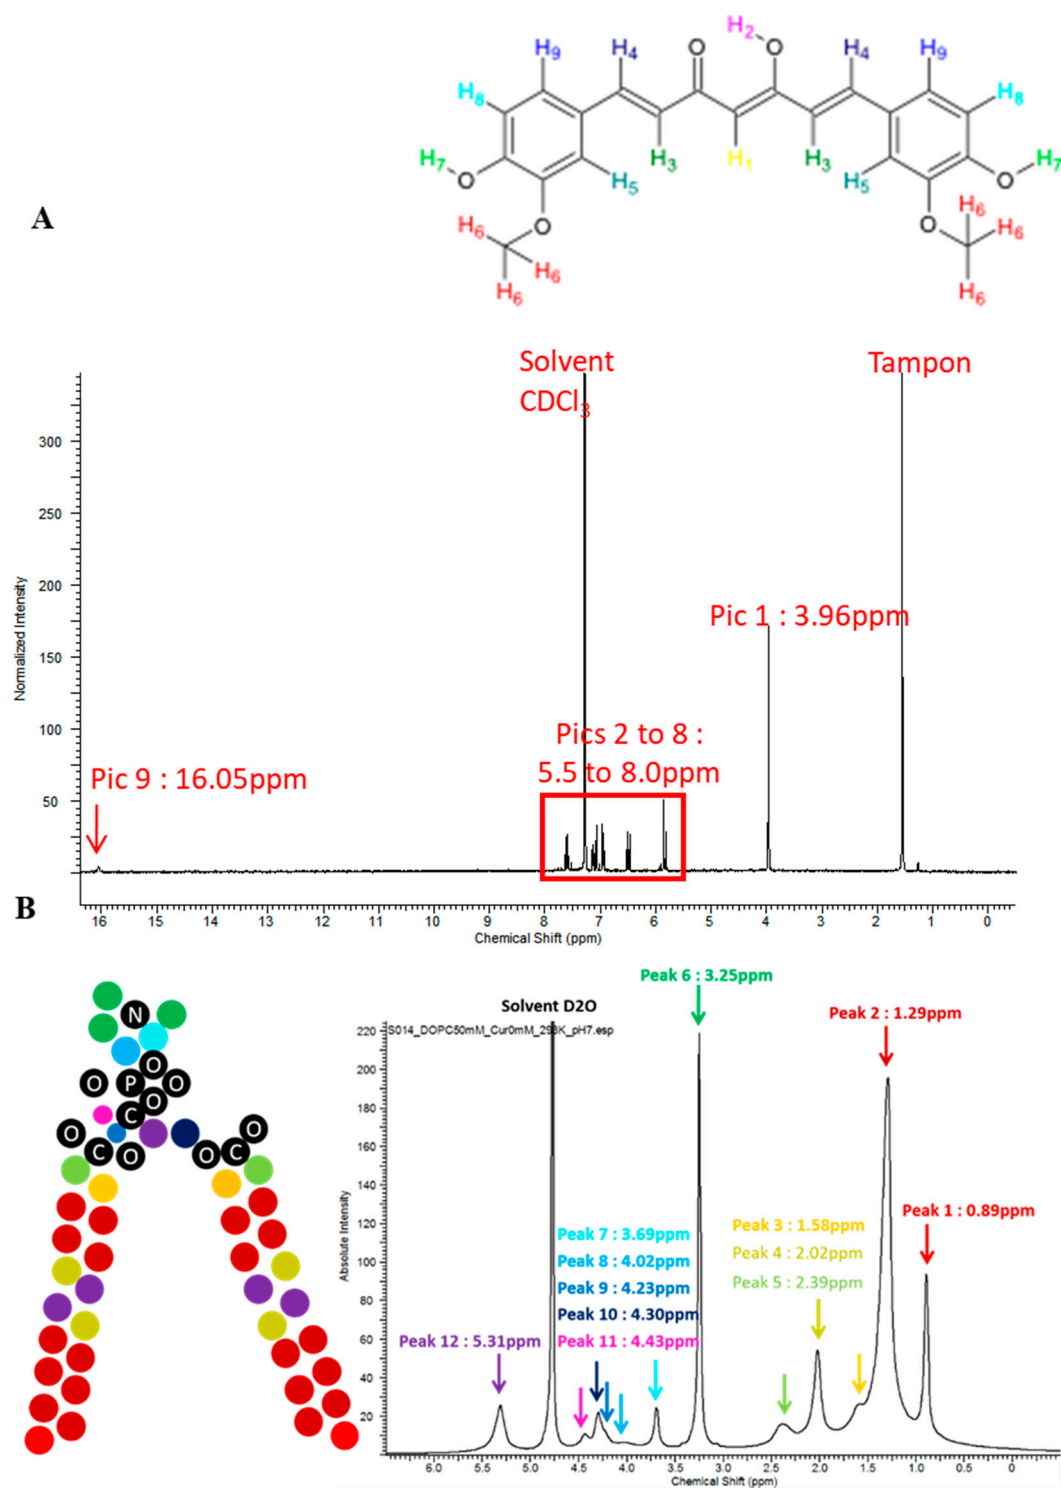 H2
O O
H9 H4 H4 H9
H8 H8
H7 H3 H1 H3 H7
O H5 H5 O
A
H6 O O H6
H6 H6
H6 H6
Solvent
CDCl3
Tampon
Pic 1 : 3.96ppm
Pics 2 to 8 :
5.5 to 8.0ppm
Pic 9 : 16.05ppm
Normalized Intensity
300
250
200
150
100
50
16 15 14 13 12 11 10 9 8 7 6 5 4 3 2 1 0
Chemical Shift (ppm)
B
N
O
O P O
C O
O O
C O O C
Peak 6 : 3.25ppm
Solvent D2O
Peak 2 : 1.29ppm
S014_DOPC50mM_Cur0mM_298K_pH7.esp
Peak 1 : 0.89ppm
Peak 3 : 1.58ppm
Peak 4 : 2.02ppm
Peak 5 : 2.39ppm
Peak 7 : 3.69ppm
Peak 8 : 4.02ppm
Peak 9 : 4.23ppm
Peak 10 : 4.30ppm
Peak 11 : 4.43ppm
Peak 12 : 5.31ppm
Absolute Intensity
220
200
180
160
140
120
100
80
60
40
20
6.0 5.5 5.0 4.5 4.0 3.5 3.0 2.5 2.0 1.5 1.0 0.5 0
Chemical Shift (ppm)